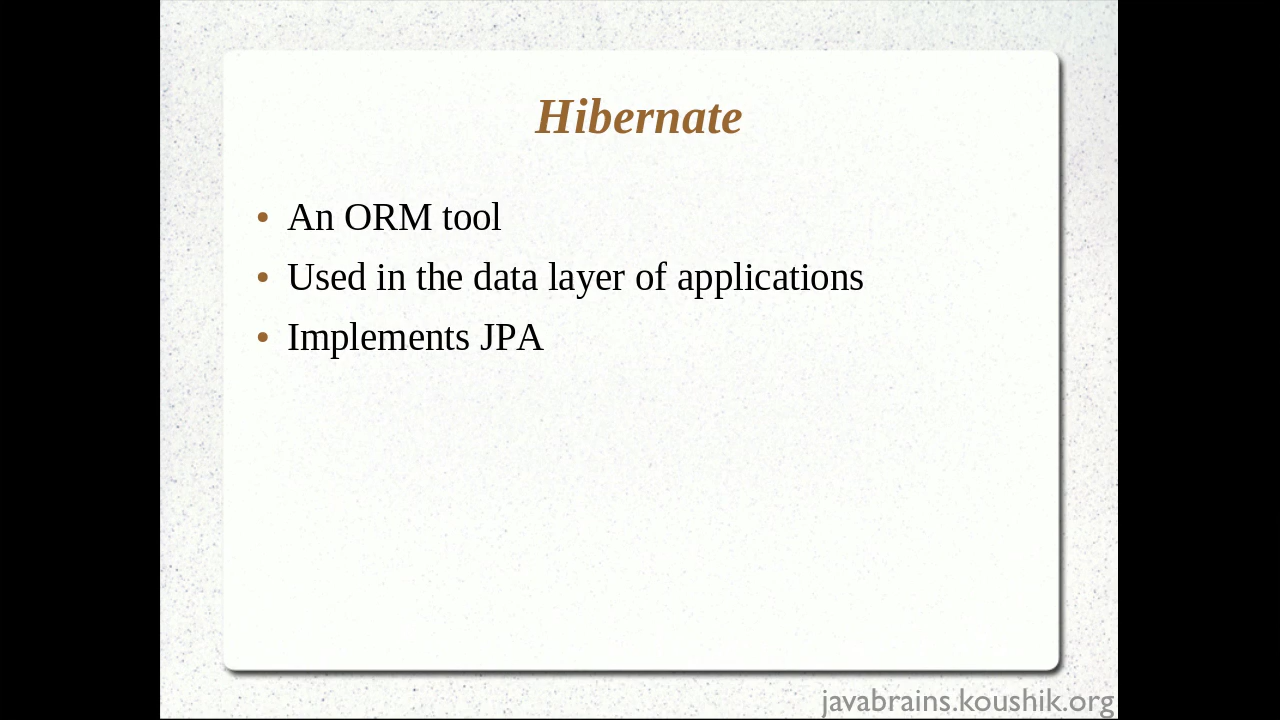 Hibernate
• An ORM tool
• Used in the data layer of applications
• Implements JPA
javabrains.koushik.org